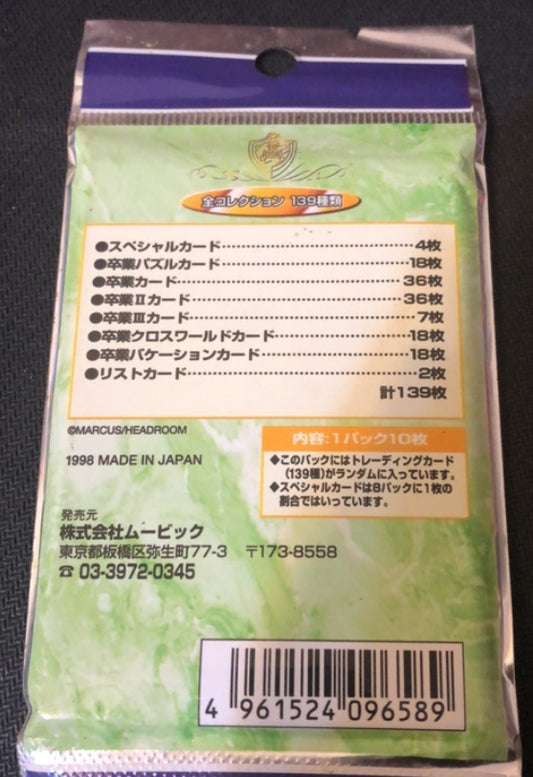 全コレクション 139種類
●スペシャルカード……………………………4枚
●卒業パズルカード……………………………18枚
●卒業カード……………………………36枚
●卒業Ⅱカード……………………………36枚
●卒業Ⅲカード……………………………7枚
●卒業クロスワールドカード……………………18枚
●卒業バケーションカード……………………18枚
●リストカード……………………………2枚
計139枚
©MARCUS/HEADROOM
1998 MADE IN JAPAN
内容:1パック10枚
◆このパックにはトレーディングカード
(139種)がランダムに入っています。
◆スペシャルカードは8パックに1枚の
割合ではいっています。
発売元
株式会社ムービック
東京都板橋区弥生町77-3 〒173-8558
☎ 03-3972-0345
4 961524 096589